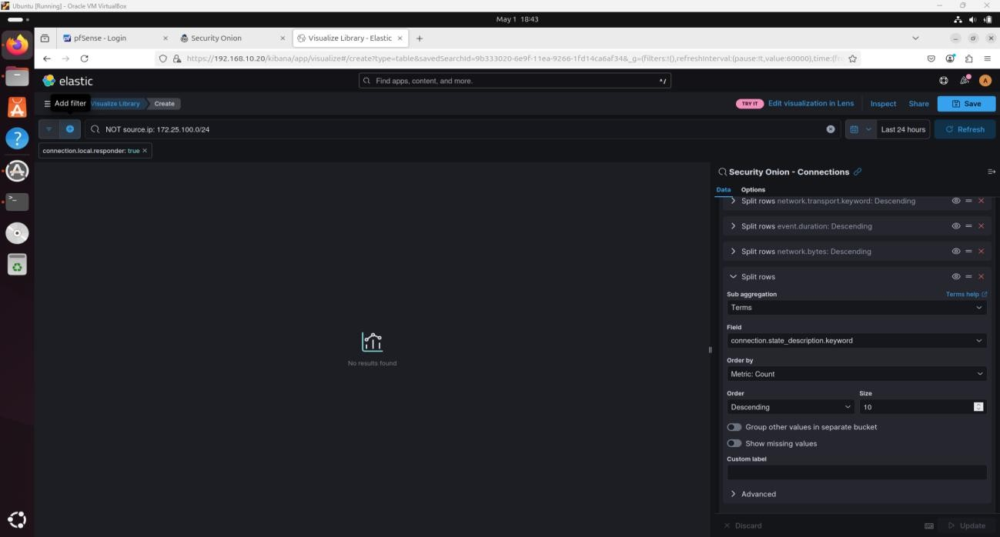 Ubuntu [Running] - Oracle VM VirtualBox
May 1 18:43
pfSense - Login
Security Onion
Visualize Library - Elastic
https://192.168.10.20/kibana/app/visualize#/create?type=table&savedSearchId=9b333020-6e9f-11ea-9266-1fd14ca6af34&_g=(filters:!(),refreshInterval:(pause:!t,value:60000),time:(fr
elastic
Find apps, content, and more.
^/
A
Add filter
Visualize Library
Create
TRY IT
Edit visualization in Lens
Inspect
Share
Save
NOT source.ip: 172.25.100.0/24
Last 24 hours
Refresh
connection.local.responder: true
Security Onion - Connections
Data
Options
Split rows network.transport.keyword: Descending
Split rows event.duration: Descending
Split rows network.bytes: Descending
Split rows
Sub aggregation
Terms help
Terms
Field
connection.state_description.keyword
Order by
Metric: Count
Order
Size
Descending
10
Group other values in separate bucket
Show missing values
Custom label
Advanced
No results found
Discard
Update